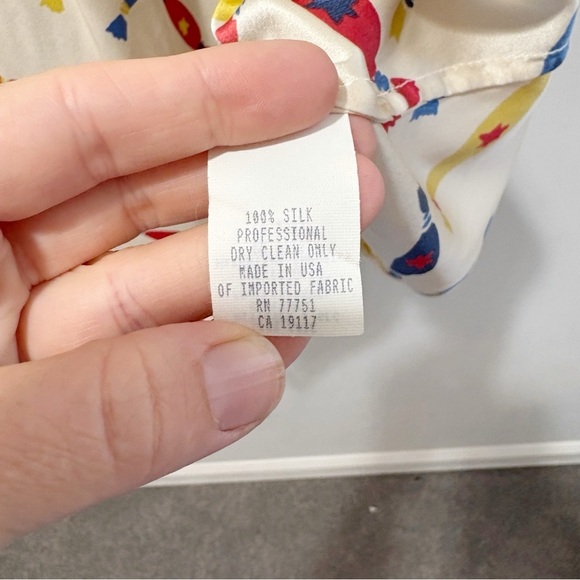 100% SILK
PROFESSIONAL
DRY CLEAN ONLY
MADE IN USA
OF IMPORTED FABRIC
RN 77751
CA 19117